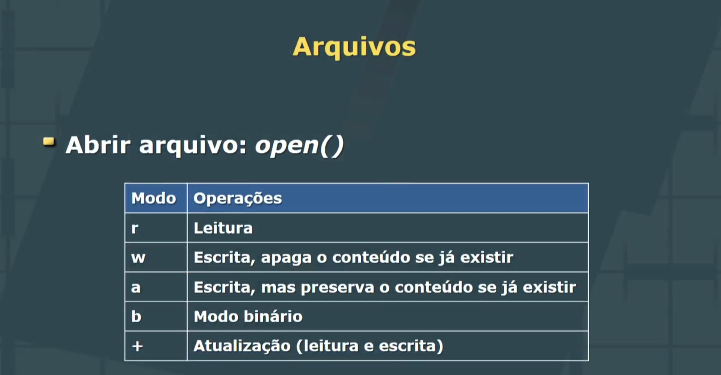 Arquivos
Abrir arquivo: open()
Modo Operações
r Leitura
w Escrita, apaga o conteúdo se já existir
a Escrita, mas preserva o conteúdo se já existir
b Modo binário
+ Atualização (leitura e escrita)